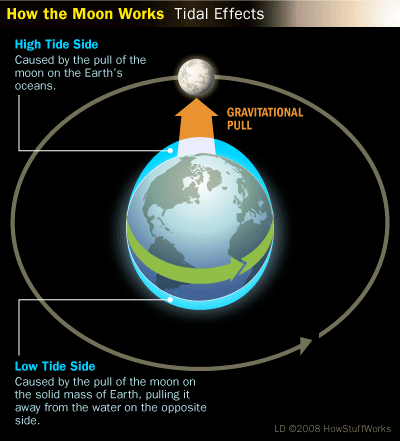 How the Moon Works Tidal Effects
High Tide Side
Caused by the pull of the
moon on the Earth's
oceans.
GRAVITATIONAL
PULL
Low Tide Side
Caused by the pull of the moon on
the solid mass of Earth, pulling it
away from the water on the opposite
side.
LD ©2008 HowStuffWorks